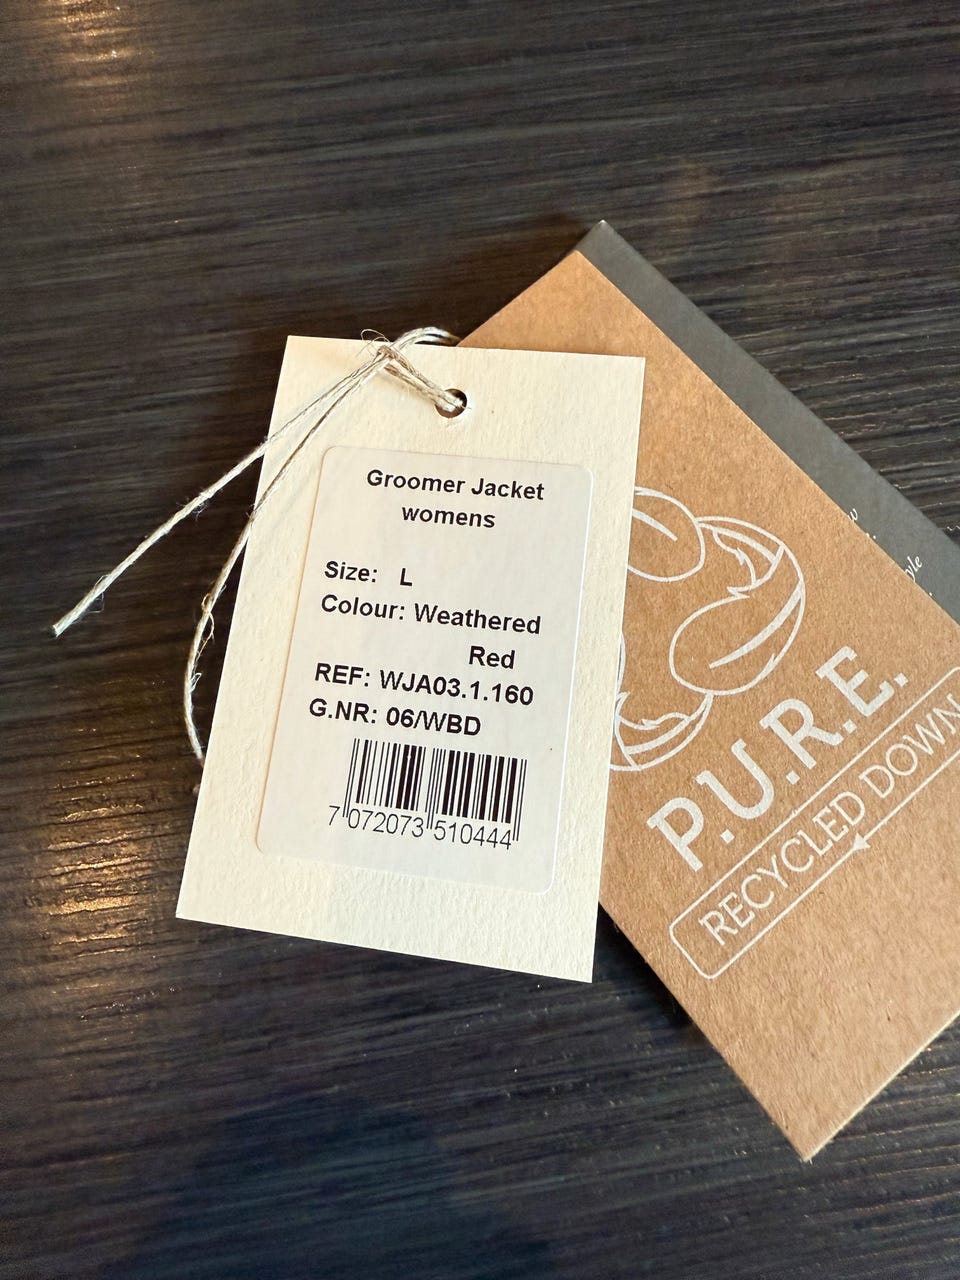 Groomer Jacket
womens
Size: L
Colour: Weathered
Red
REF: WJA03.1.160
G.NR: 06/WBD
7 072073 510444
P.U.R.E.
RECYCLED DOWN